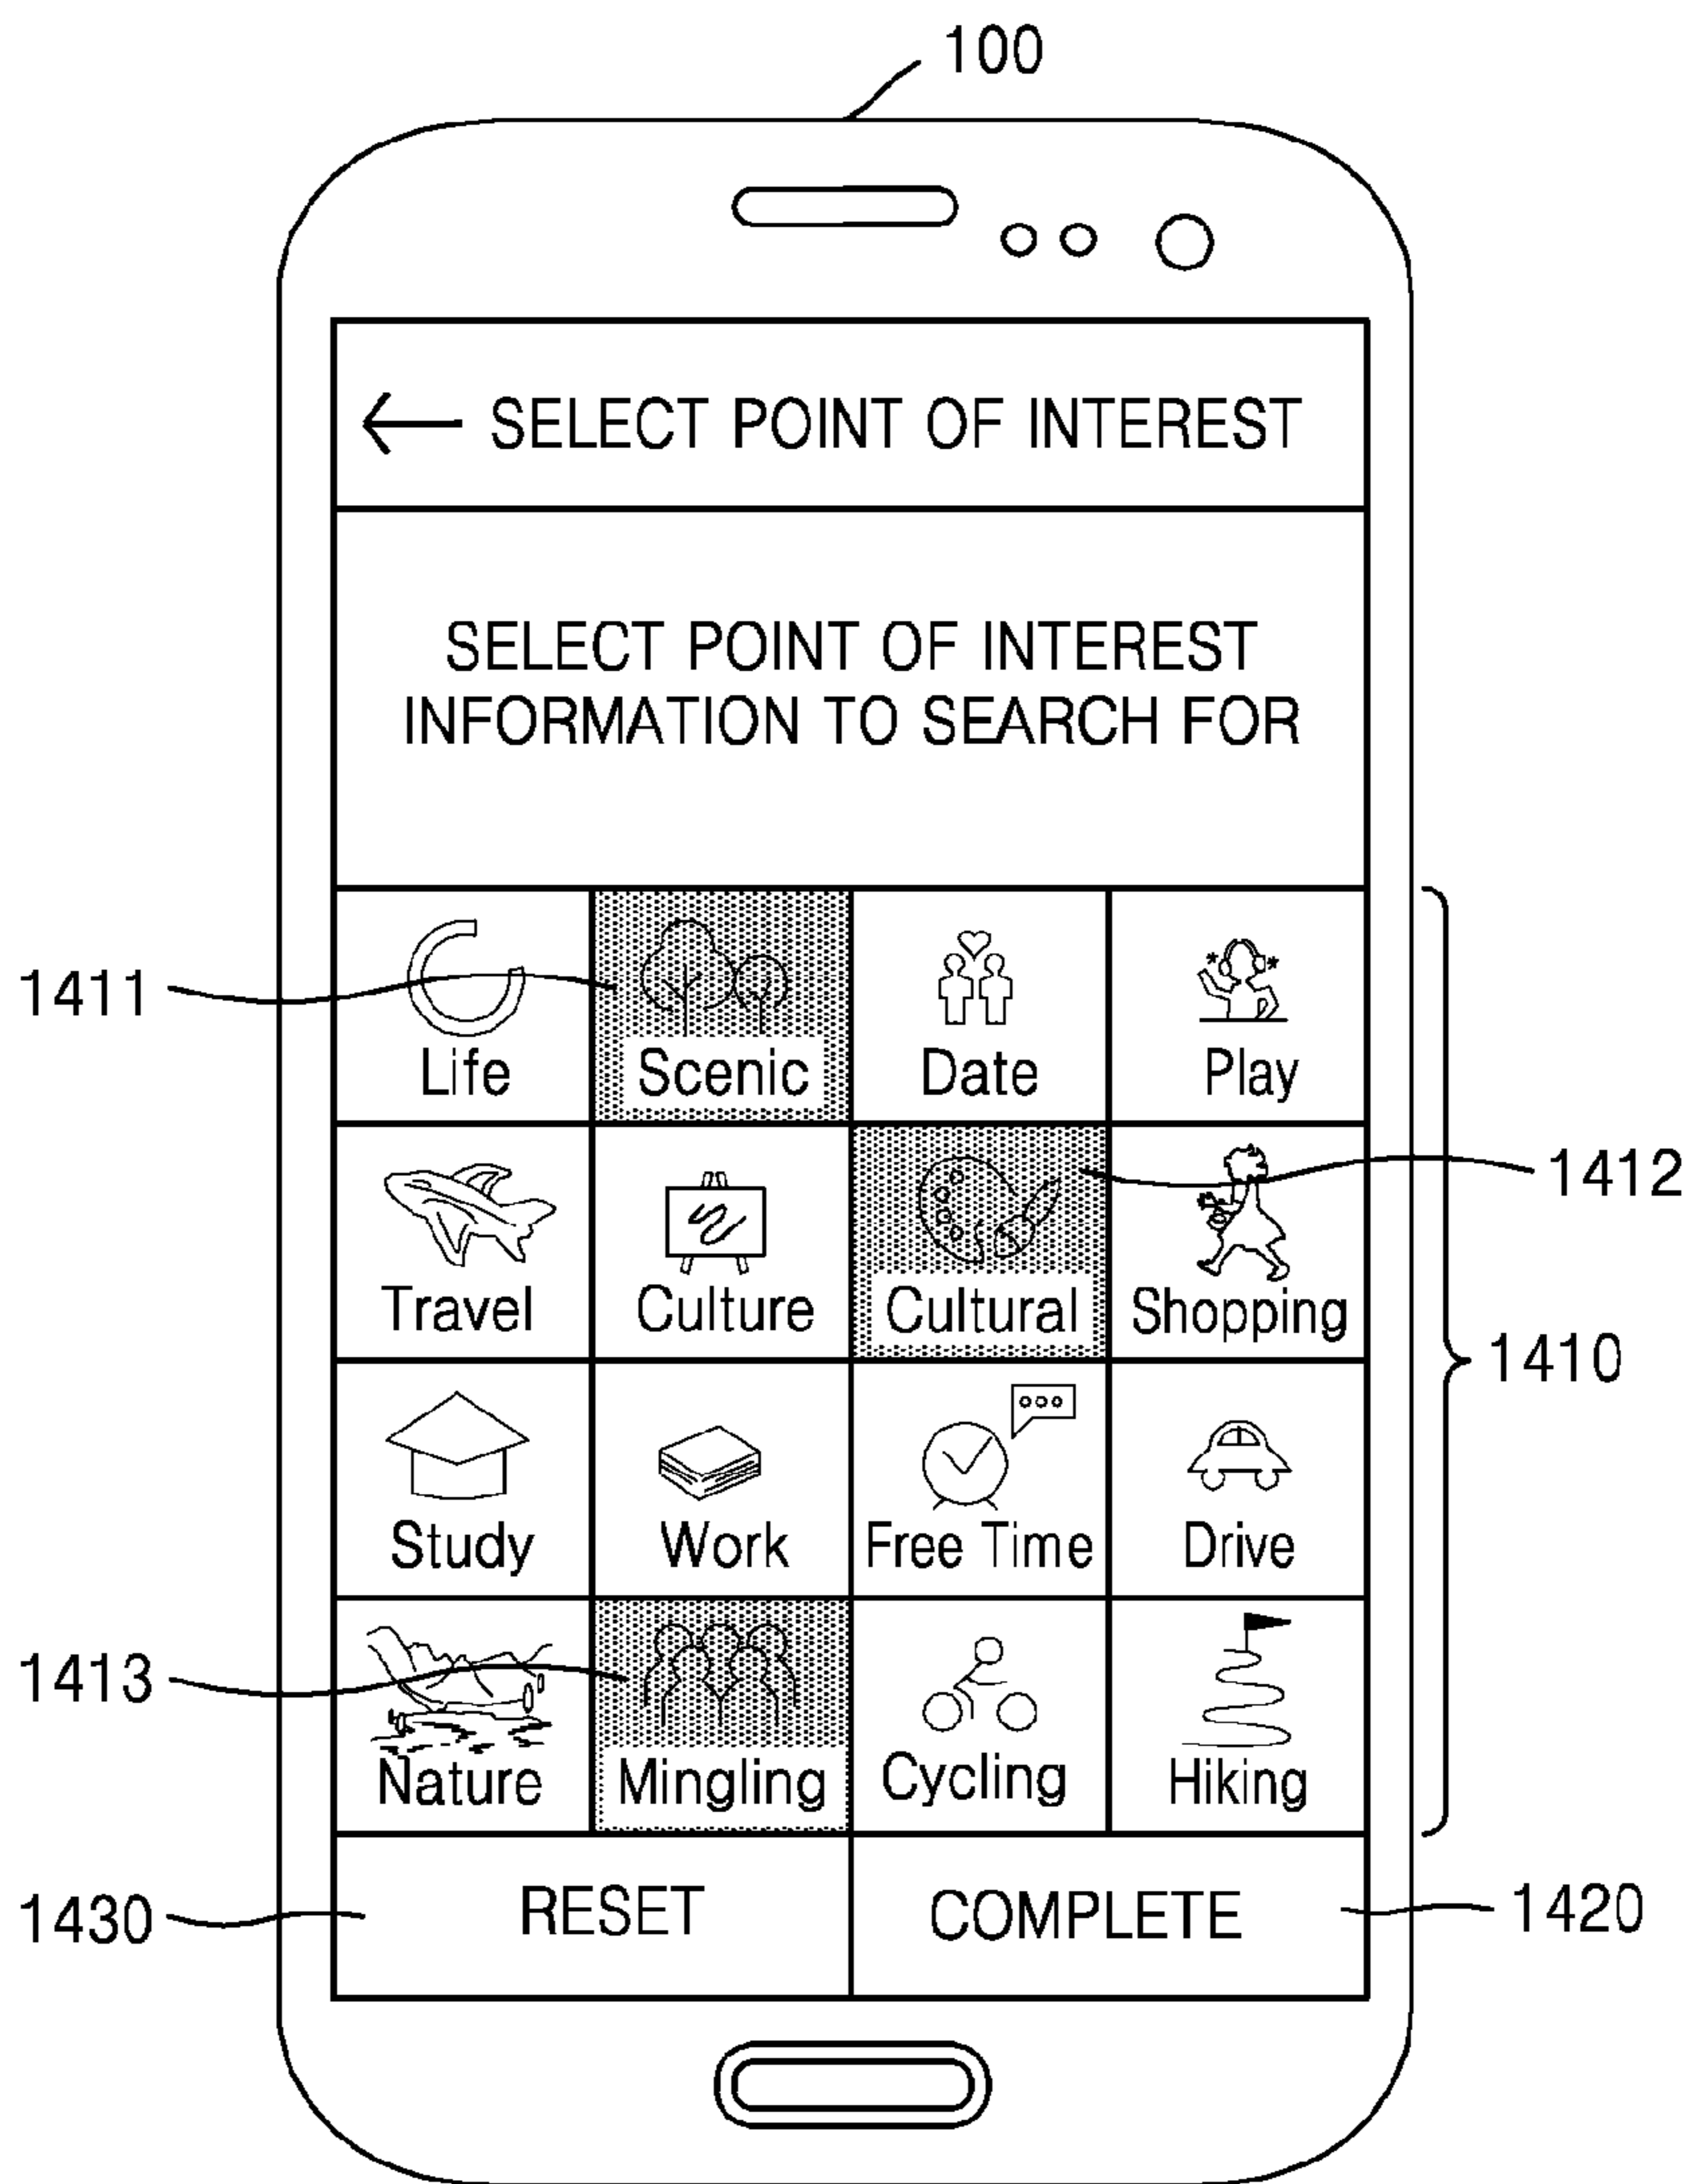 100
SELECT POINT OF INTEREST
SELECT POINT OF INTEREST
INFORMATION TO SEARCH FOR
1411
Life
Scenic
Date
Play
1412
Travel
Culture
Cultural
Shopping
1410
Study
Work
Free Time
Drive
1413
Nature
Mingling
Cycling
Hiking
1430
RESET
COMPLETE
1420